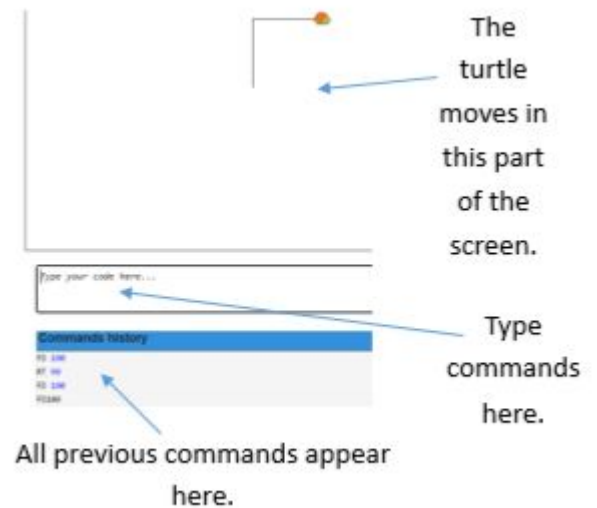 The
turtle
moves in
this part
of the
screen.
Type your code here...
Type
commands
here.
Commands history
FD 100
RT 90
FD 100
FD100
All previous commands appear
here.